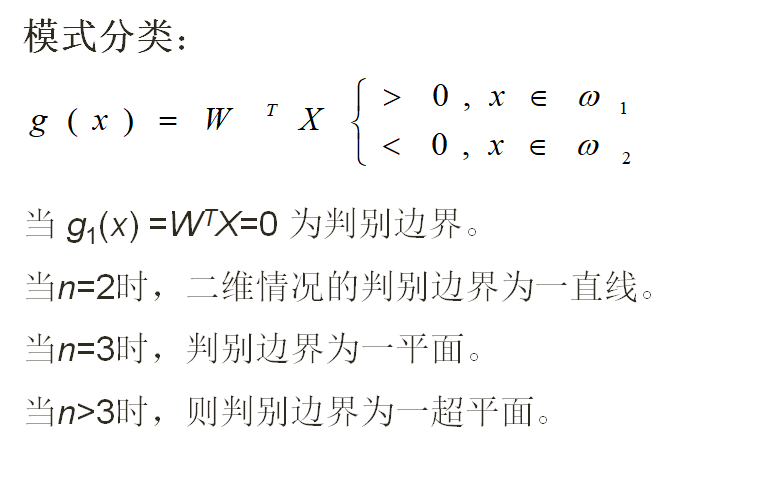 模式分类：
g ( x ) = W ᵀ X { > 0 , x ∈ ω ₁
< 0 , x ∈ ω ₂
当 g₁(x) =WᵀX=0 为判别边界。
当n=2时，二维情况的判别边界为一直线。
当n=3时，判别边界为一平面。
当n>3时，则判别边界为一超平面。